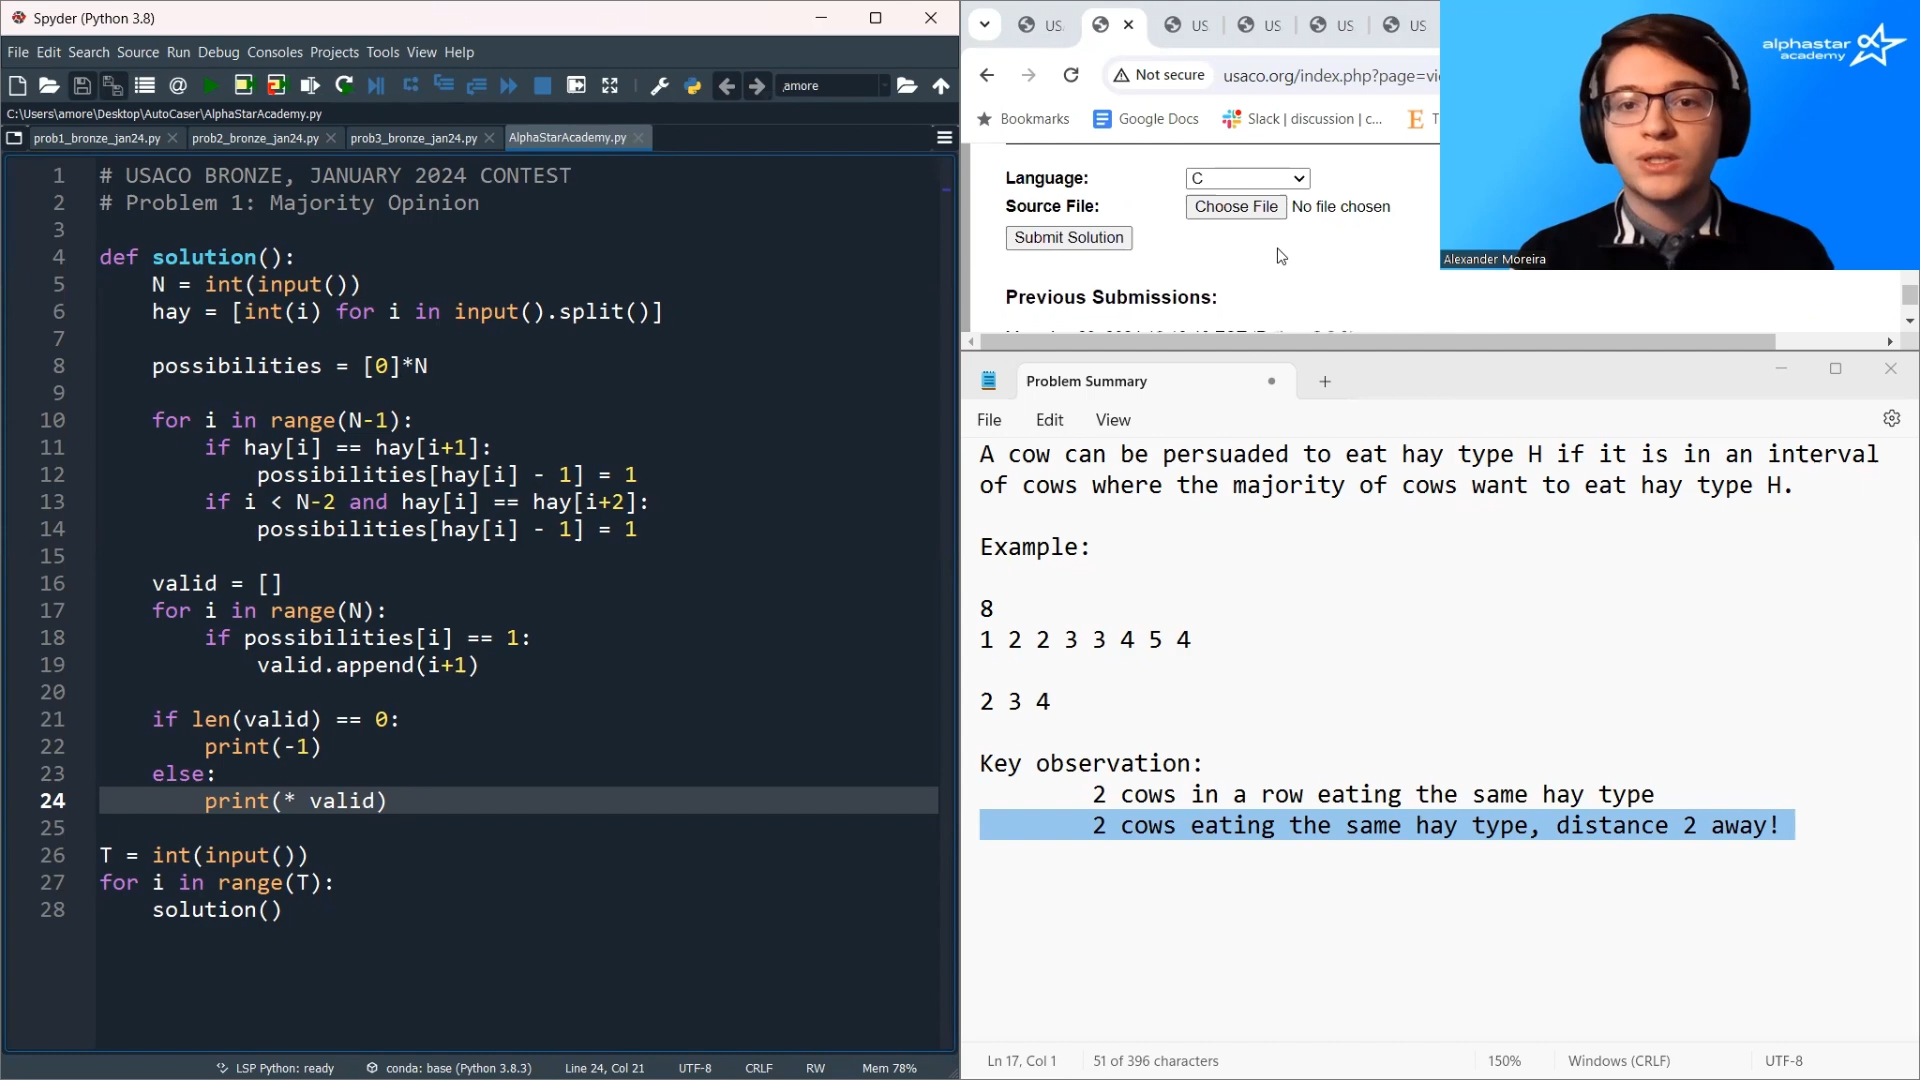 Spyder (Python 3.8)
File Edit Search Source Run Debug Consoles Projects Tools View Help
amore
C:\Users\amore\Desktop\AutoCaser\AlphaStarAcademy.py
prob1_bronze_jan24.py prob2_bronze_jan24.py prob3_bronze_jan24.py AlphaStarAcademy.py
1 # USACO BRONZE, JANUARY 2024 CONTEST
2 # Problem 1: Majority Opinion
3
4 def solution():
5 N = int(input())
6 hay = [int(i) for i in input().split()]
7
8 possibilities = [0]*N
9
10 for i in range(N-1):
11 if hay[i] == hay[i+1]:
12 possibilities[hay[i] - 1] = 1
13 if i < N-2 and hay[i] == hay[i+2]:
14 possibilities[hay[i] - 1] = 1
15
16 valid = []
17 for i in range(N):
18 if possibilities[i] == 1:
19 valid.append(i+1)
20
21 if len(valid) == 0:
22 print(-1)
23 else:
24 print(* valid)
25
26 T = int(input())
27 for i in range(T):
28 solution()
LSP Python: ready conda: base (Python 3.8.3) Line 24, Col 21 UTF-8 CRLF RW Mem 78%
US US US US US
Not secure usaco.org/index.php?page=vi
Bookmarks Google Docs Slack | discussion | c... T
Language: C
Source File: Choose File No file chosen
Submit Solution
Previous Submissions:
alphastar
academy
Alexander Moreira
Problem Summary
File Edit View
A cow can be persuaded to eat hay type H if it is in an interval
of cows where the majority of cows want to eat hay type H.
Example:
8
1 2 2 3 3 4 5 4
2 3 4
Key observation:
2 cows in a row eating the same hay type
2 cows eating the same hay type, distance 2 away!
Ln 17, Col 1 51 of 396 characters 150% Windows (CRLF) UTF-8